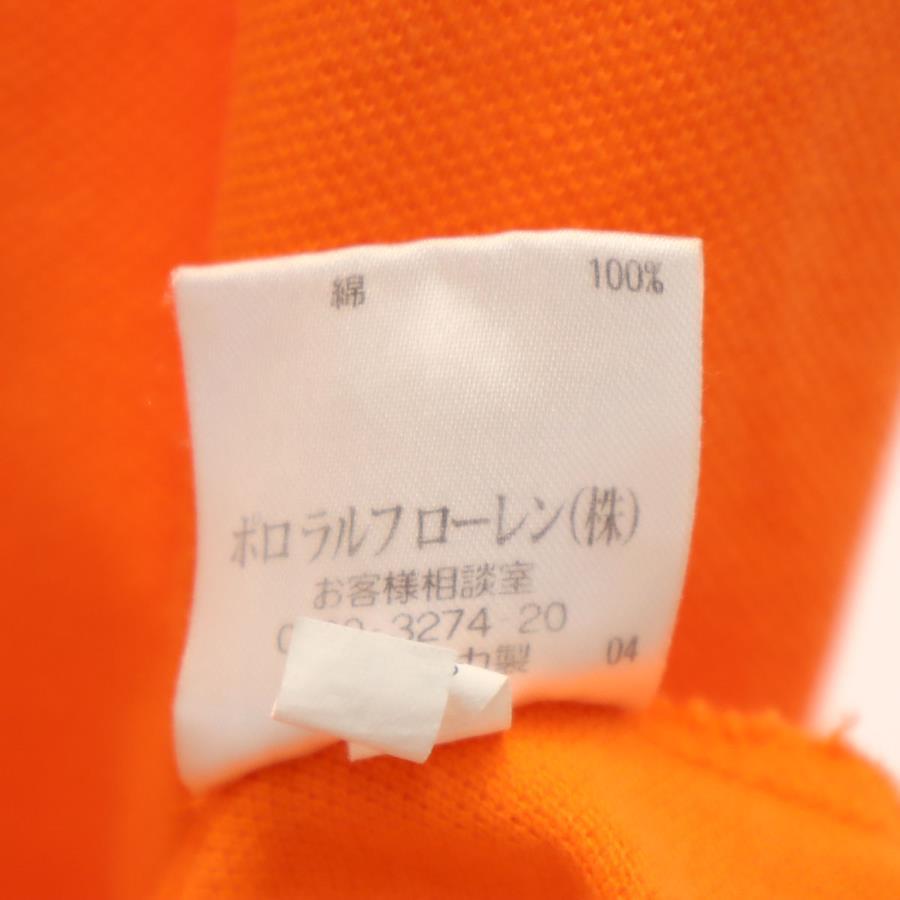 綿 100%
ポロ ラルフ ローレン(株)
お客様相談室
3274-20
製 04